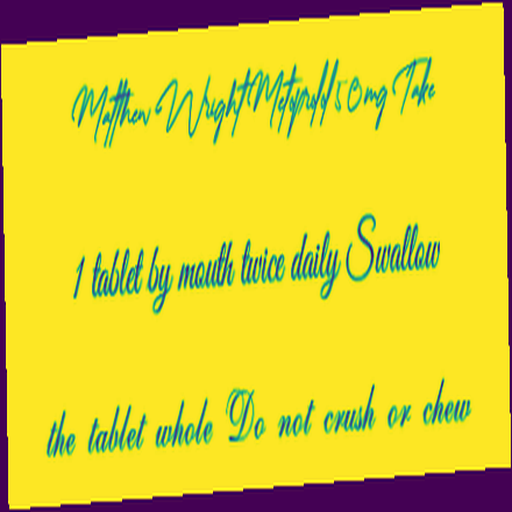 Matthew Wright Metoprolol 50mg Take
1 tablet by mouth twice daily Swallow
the tablet whole Do not crush or chew